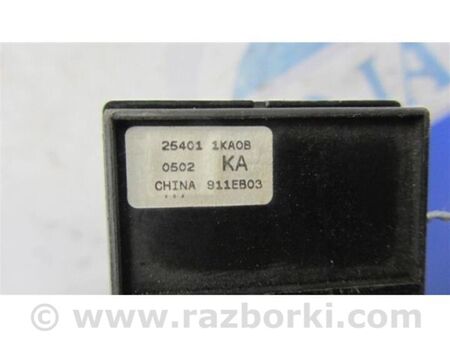 25401 1KA0B
0502 KA
CHINA 911EB03
© www.razborki.com